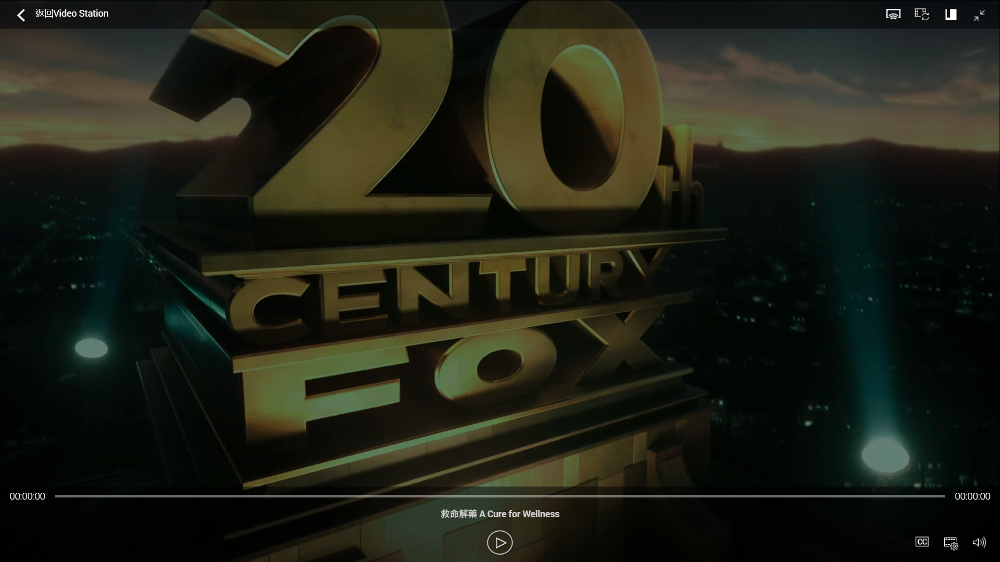 返回Video Station
20th
CENTURY
FOX
00:00:00
00:00:00
救命解藥 A Cure for Wellness
CC